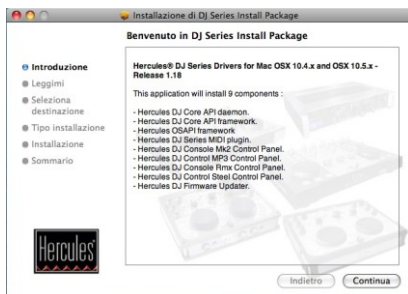 Installazione di DJ Series Install Package
Benvenuto in DJ Series Install Package
Introduzione
Leggimi
Seleziona
destinazione
Tipo installazione
Installazione
Sommario
Hercules® DJ Series Drivers for Mac OSX 10.4.x and OSX 10.5.x -
Release 1.18
This application will install 9 components :
- Hercules DJ Core API daemon.
- Hercules DJ Core API framework.
- Hercules OSAPI framework
- Hercules DJ Series MIDI plugin.
- Hercules DJ Console Mk2 Control Panel.
- Hercules DJ Control MP3 Control Panel.
- Hercules DJ Console Rmx Control Panel.
- Hercules DJ Control Steel Control Panel.
- Hercules DJ Firmware Updater.
Hercules
Indietro
Continua